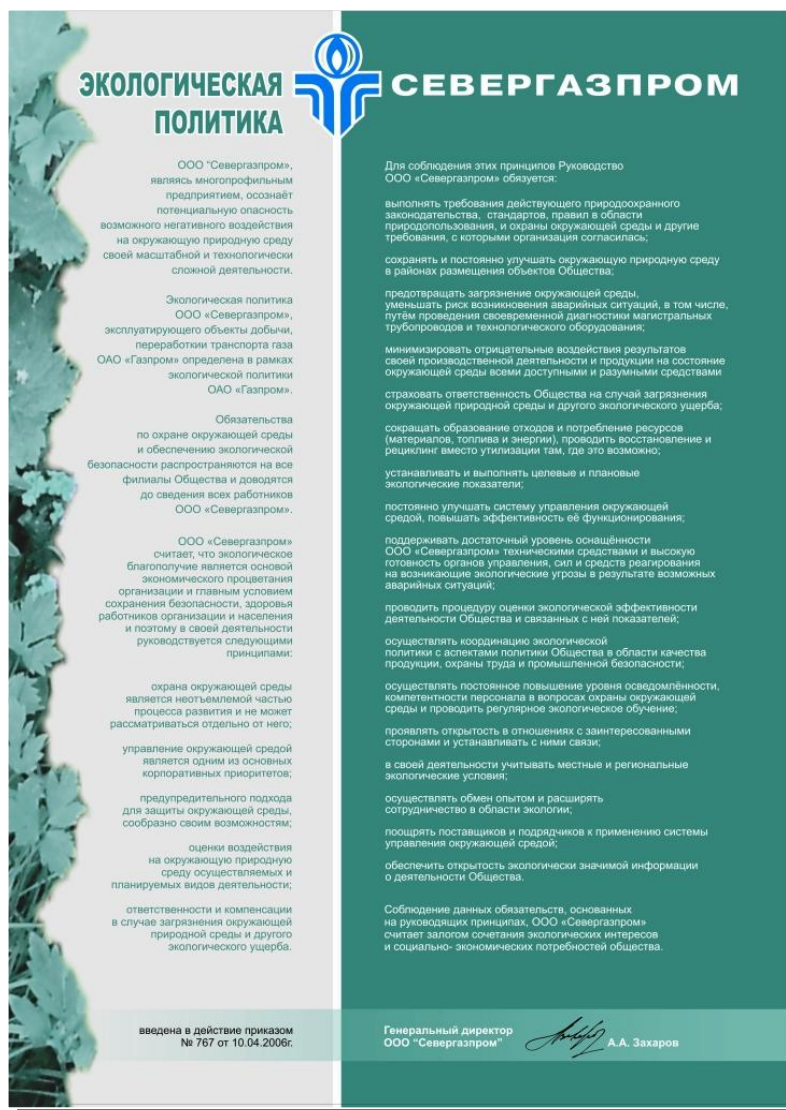 ЭКОЛОГИЧЕСКАЯ
ПОЛИТИКА
СЕВЕРГАЗПРОМ
ООО "Севергазпром",
являясь многопрофильным
предприятием, осознаёт
потенциальную опасность
возможного негативного воздействия
на окружающую природную среду
своей масштабной и технологически
сложной деятельности.
Экологическая политика
ООО «Севергазпром»,
эксплуатирующего объекты добычи,
переработкии транспорта газа
ОАО «Газпром» определена в рамках
экологической политики
ОАО «Газпром».
Обязательства
по охране окружающей среды
и обеспечению экологической
безопасности распространяются на все
филиалы Общества и доводятся
до сведения всех работников
ООО «Севергазпром».
ООО «Севергазпром»
считает, что экологическое
благополучие является основой
экономического процветания
организации и главным условием
сохранения безопасности, здоровья
работников организации и населения
и поэтому в своей деятельности
руководствуется следующими
принципами:
охрана окружающей среды
является неотъемлемой частью
процесса развития и не может
рассматриваться отдельно от него;
управление окружающей средой
является одним из основных
корпоративных приоритетов;
предупредительного подхода
для защиты окружающей среды,
сообразно своим возможностям;
оценки воздействия
на окружающую природную
среду осуществляемых и
планируемых видов деятельности;
ответственности и компенсации
в случае загрязнения окружающей
природной среды и другого
экологического ущерба.
введена в действие приказом
№ 767 от 10.04.2006г.
Для соблюдения этих принципов Руководство
ООО «Севергазпром» обязуется:
выполнять требования действующего природоохранного
законодательства, стандартов, правил в области
природопользования, и охраны окружающей среды и другие
требования, с которыми организация согласилась;
сохранять и постоянно улучшать окружающую природную среду
в районах размещения объектов Общества;
предотвращать загрязнение окружающей среды,
уменьшать риск возникновения аварийных ситуаций, в том числе,
путём проведения своевременной диагностики магистральных
трубопроводов и технологического оборудования;
минимизировать отрицательные воздействия результатов
своей производственной деятельности и продукции на состояние
окружающей среды всеми доступными и разумными средствами
страховать ответственность Общества на случай загрязнения
окружающей природной среды и другого экологического ущерба;
сокращать образование отходов и потребление ресурсов
(материалов, топлива и энергии), проводить восстановление и
рециклинг вместо утилизации там, где это возможно;
устанавливать и выполнять целевые и плановые
экологические показатели;
постоянно улучшать систему управления окружающей
средой, повышать эффективность её функционирования;
поддерживать достаточный уровень оснащённости
ООО «Севергазпром» техническими средствами и высокую
готовность органов управления, сил и средств реагирования
на возникающие экологические угрозы в результате возможных
аварийных ситуаций;
проводить процедуру оценки экологической эффективности
деятельности Общества и связанных с ней показателей;
осуществлять координацию экологической
политики с аспектами политики Общества в области качества
продукции, охраны труда и промышленной безопасности;
осуществлять постоянное повышение уровня осведомлённости,
компетентности персонала в вопросах охраны окружающей
среды и проводить регулярное экологическое обучение;
проявлять открытость в отношениях с заинтересованными
сторонами и устанавливать с ними связи;
в своей деятельности учитывать местные и региональные
экологические условия;
осуществлять обмен опытом и расширять
сотрудничество в области экологии;
поощрять поставщиков и подрядчиков к применению системы
управления окружающей средой;
обеспечить открытость экологически значимой информации
о деятельности Общества.
Соблюдение данных обязательств, основанных
на руководящих принципах, ООО «Севергазпром»
считает залогом сочетания экологических интересов
и социально- экономических потребностей общества.
Генеральный директор
ООО "Севергазпром"
А.А. Захаров